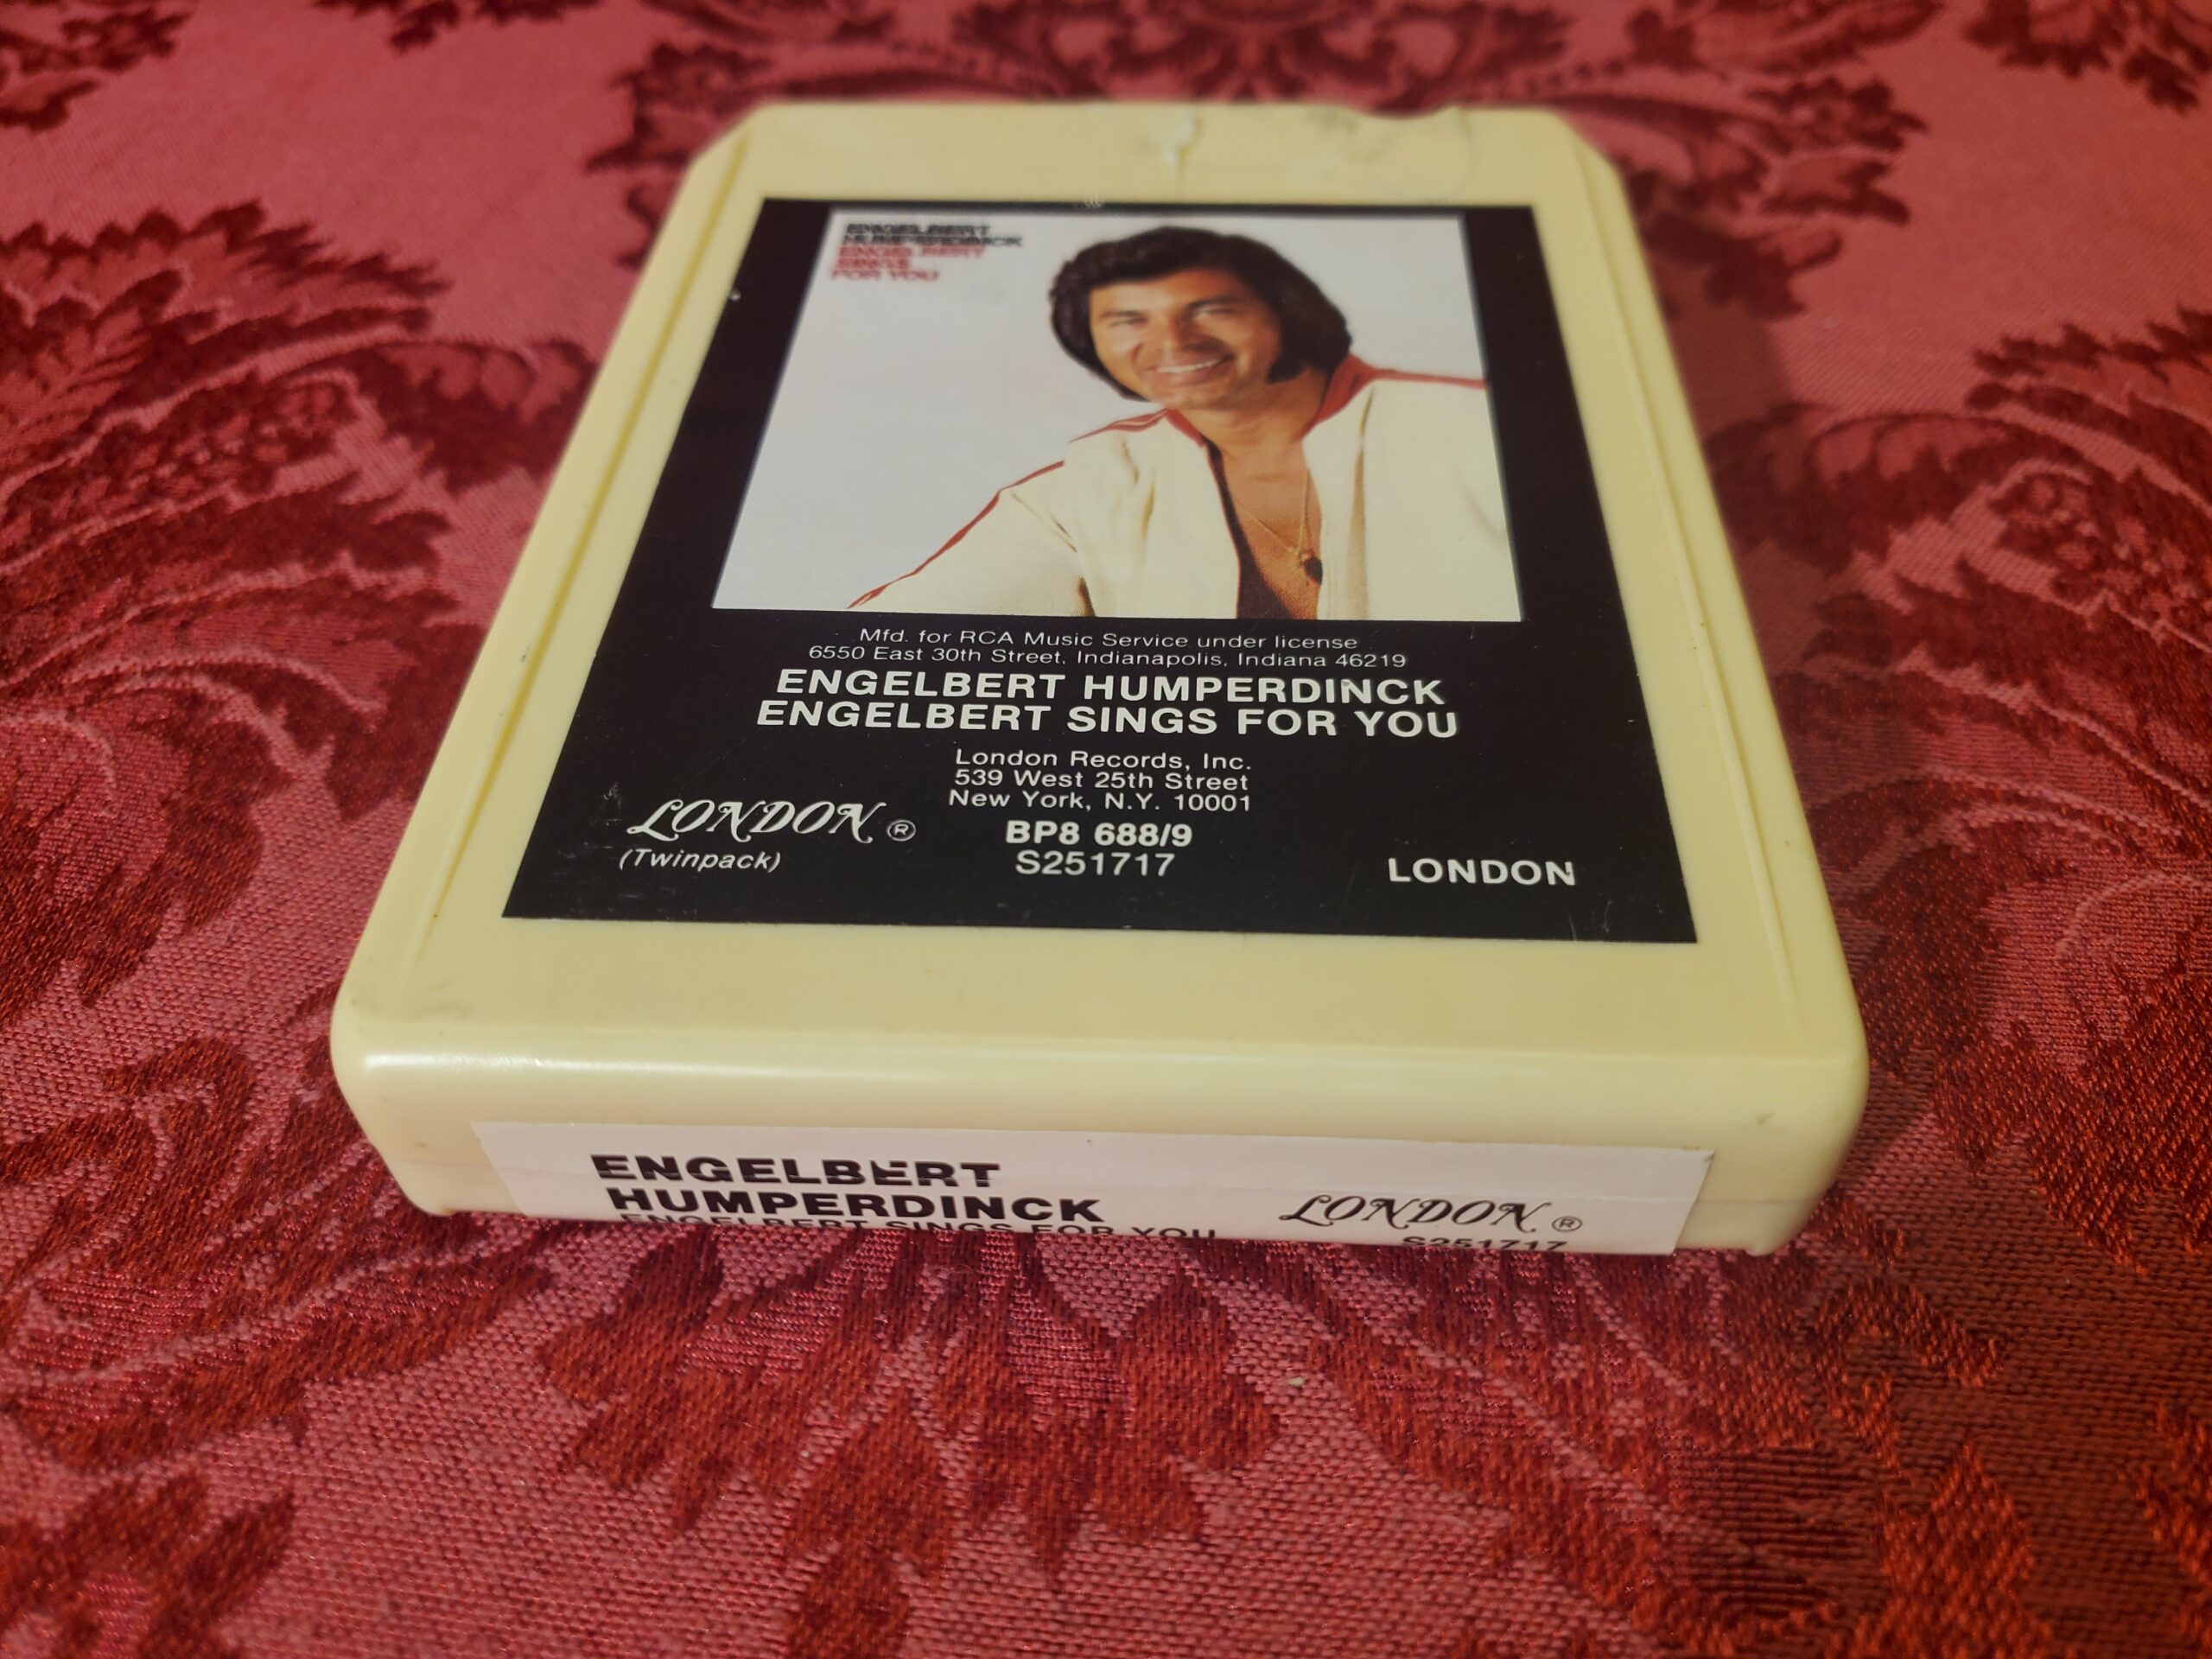 ENGELBERT
HUMPERDINCK
ENGELBERT
SINGS
FOR YOU
Mfd. for RCA Music Service under license
6550 East 30th Street, Indianapolis, Indiana 46219
ENGELBERT HUMPERDINCK
ENGELBERT SINGS FOR YOU
London Records, Inc.
539 West 25th Street
New York, N.Y. 10001
LONDON ®
(Twinpack)
BP8 688/9
S251717
LONDON
ENGELBERT
HUMPERDINCK
ENGELBERT SINGS FOR YOU
LONDON ®
S251717